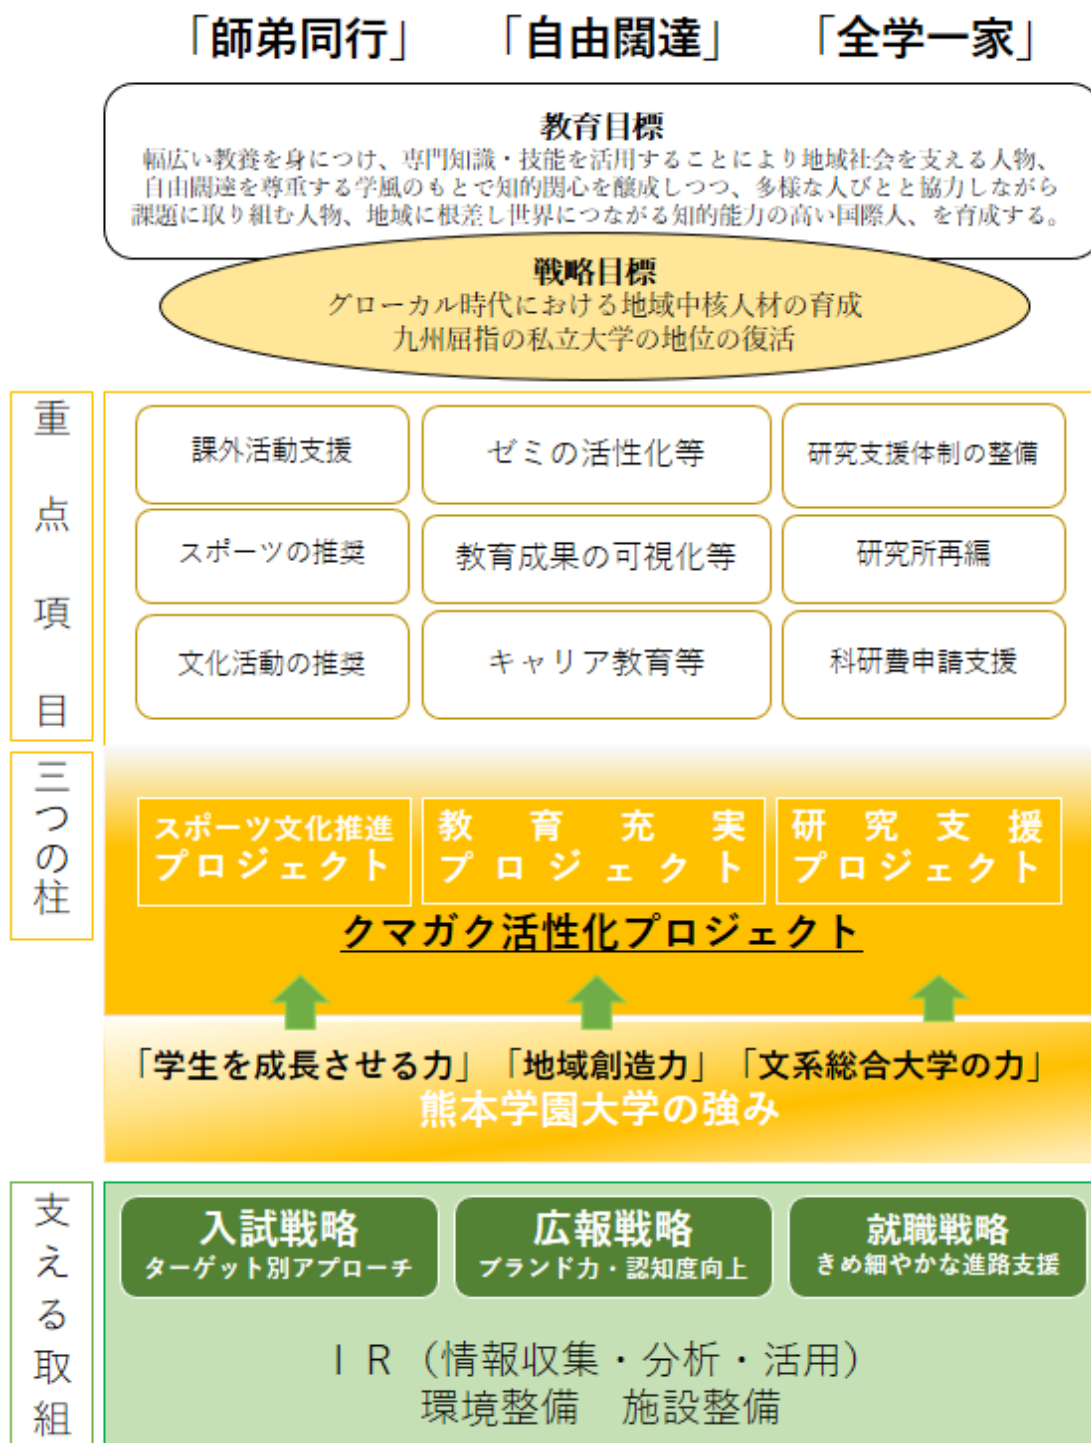 「師弟同行」 「自由闊達」 「全学一家」
教育目標
幅広い教養を身につけ、専門知識・技能を活用することにより地域社会を支える人物、
自由闊達を尊重する学風のもとで知的関心を醸成しつつ、多様な人びとと協力しながら
課題に取り組む人物、地域に根差し世界につながる知的能力の高い国際人、を育成する。
戦略目標
グローカル時代における地域中核人材の育成
九州屈指の私立大学の地位の復活
重点項目
課外活動支援
ゼミの活性化等
研究支援体制の整備
スポーツの推奨
教育成果の可視化等
研究所再編
文化活動の推奨
キャリア教育等
科研費申請支援
三つの柱
スポーツ文化推進
プロジェクト
教育充実
プロジェクト
研究支援
プロジェクト
クマガク活性化プロジェクト
「学生を成長させる力」 「地域創造力」 「文系総合大学の力」
熊本学園大学の強み
支える取組
入試戦略
ターゲット別アプローチ
広報戦略
ブランド力・認知度向上
就職戦略
きめ細やかな進路支援
ＩＲ（情報収集・分析・活用）
環境整備 施設整備